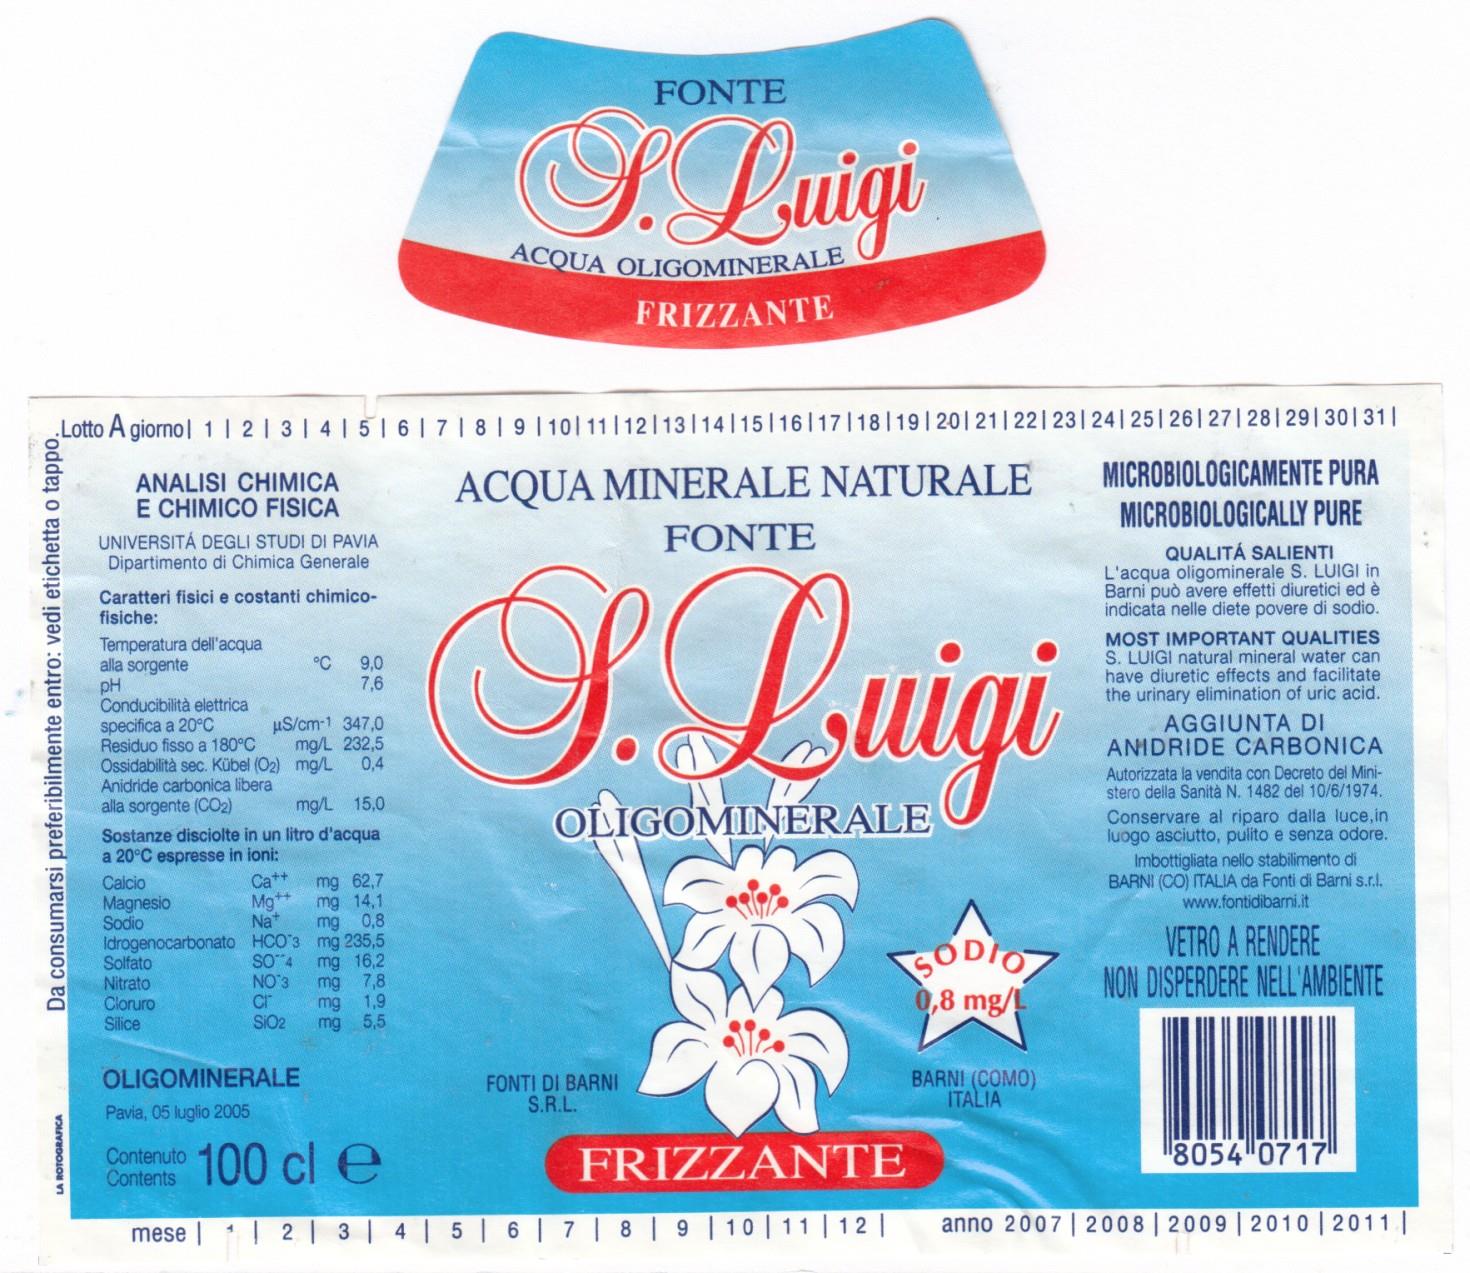 FONTE
S. Luigi
ACQUA OLIGOMINERALE
FRIZZANTE
Lotto A giorno| 1 | 2 | 3 | 4 | 5 | 6 | 7 | 8 | 9 |10|11|12|13|14|15|16|17|18|19|20|21|22|23|24|25|26|27|28|29|30|31|
Da consumarsi preferibilmente entro: vedi etichetta o tappo.
LA ROTOGRAFICA
ANALISI CHIMICA
E CHIMICO FISICA
UNIVERSITÁ DEGLI STUDI DI PAVIA
Dipartimento di Chimica Generale
Caratteri fisici e costanti chimico-
fisiche:
Temperatura dell'acqua
alla sorgente °C 9,0
pH 7,6
Conducibilità elettrica
specifica a 20°C µS/cm⁻¹ 347,0
Residuo fisso a 180°C mg/L 232,5
Ossidabilità sec. Kübel (O₂) mg/L 0,4
Anidride carbonica libera
alla sorgente (CO₂) mg/L 15,0
Sostanze disciolte in un litro d'acqua
a 20°C espresse in ioni:
Calcio Ca⁺⁺ mg 62,7
Magnesio Mg⁺⁺ mg 14,1
Sodio Na⁺ mg 0,8
Idrogenocarbonato HCO⁻₃ mg 235,5
Solfato SO⁻⁻₄ mg 16,2
Nitrato NO⁻₃ mg 7,8
Cloruro Cl⁻ mg 1,9
Silice SiO₂ mg 5,5
OLIGOMINERALE
Pavia, 05 luglio 2005
Contenuto
Contents
100 cl ℮
ACQUA MINERALE NATURALE
FONTE
S. Luigi
OLIGOMINERALE
SODIO
0,8 mg/L
FONTI DI BARNI
S.R.L.
BARNI (COMO)
ITALIA
FRIZZANTE
MICROBIOLOGICAMENTE PURA
MICROBIOLOGICALLY PURE
QUALITÁ SALIENTI
L'acqua oligominerale S. LUIGI in
Barni può avere effetti diuretici ed è
indicata nelle diete povere di sodio.
MOST IMPORTANT QUALITIES
S. LUIGI natural mineral water can
have diuretic effects and facilitate
the urinary elimination of uric acid.
AGGIUNTA DI
ANIDRIDE CARBONICA
Autorizzata la vendita con Decreto del Mini-
stero della Sanità N. 1482 del 10/6/1974.
Conservare al riparo dalla luce,in
luogo asciutto, pulito e senza odore.
Imbottigliata nello stabilimento di
BARNI (CO) ITALIA da Fonti di Barni s.r.l.
www.fontidibarni.it
VETRO A RENDERE
NON DISPERDERE NELL'AMBIENTE
8054 0717
mese | 1 | 2 | 3 | 4 | 5 | 6 | 7 | 8 | 9 | 10 | 11 | 12 | anno 2007 | 2008 | 2009 | 2010 | 2011 |